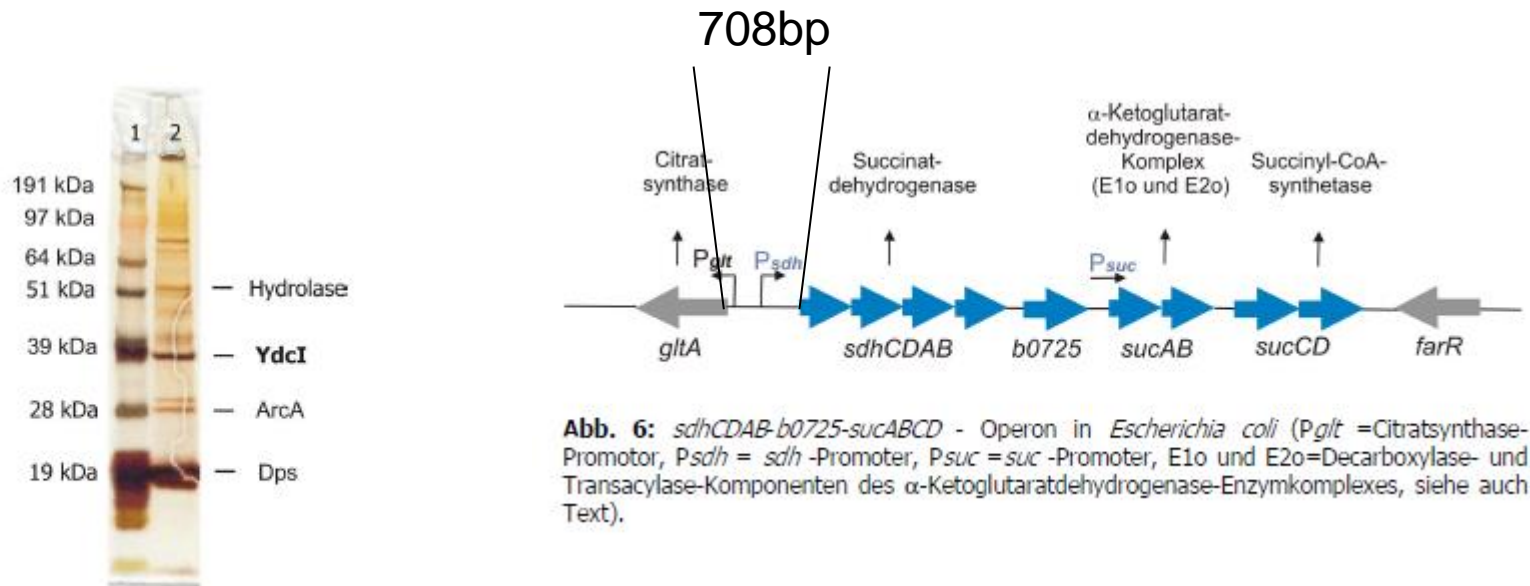 708bp
1 2
191 kDa
97 kDa
64 kDa
51 kDa
39 kDa
28 kDa
19 kDa
Hydrolase
YdcI
ArcA
Dps
Citrat-
synthase
Succinat-
dehydrogenase
α-Ketoglutarat-
dehydrogenase-
Komplex
(E1o und E2o)
Succinyl-CoA-
synthetase
Pglt
Psdh
Psuc
gltA
sdhCDAB
b0725
sucAB
sucCD
farR
Abb. 6: sdhCDAB-b0725-sucABCD - Operon in Escherichia coli (Pglt =Citratsynthase-
Promotor, Psdh = sdh -Promoter, Psuc =suc -Promoter, E1o und E2o=Decarboxylase- und
Transacylase-Komponenten des α-Ketoglutaratdehydrogenase-Enzymkomplexes, siehe auch
Text).